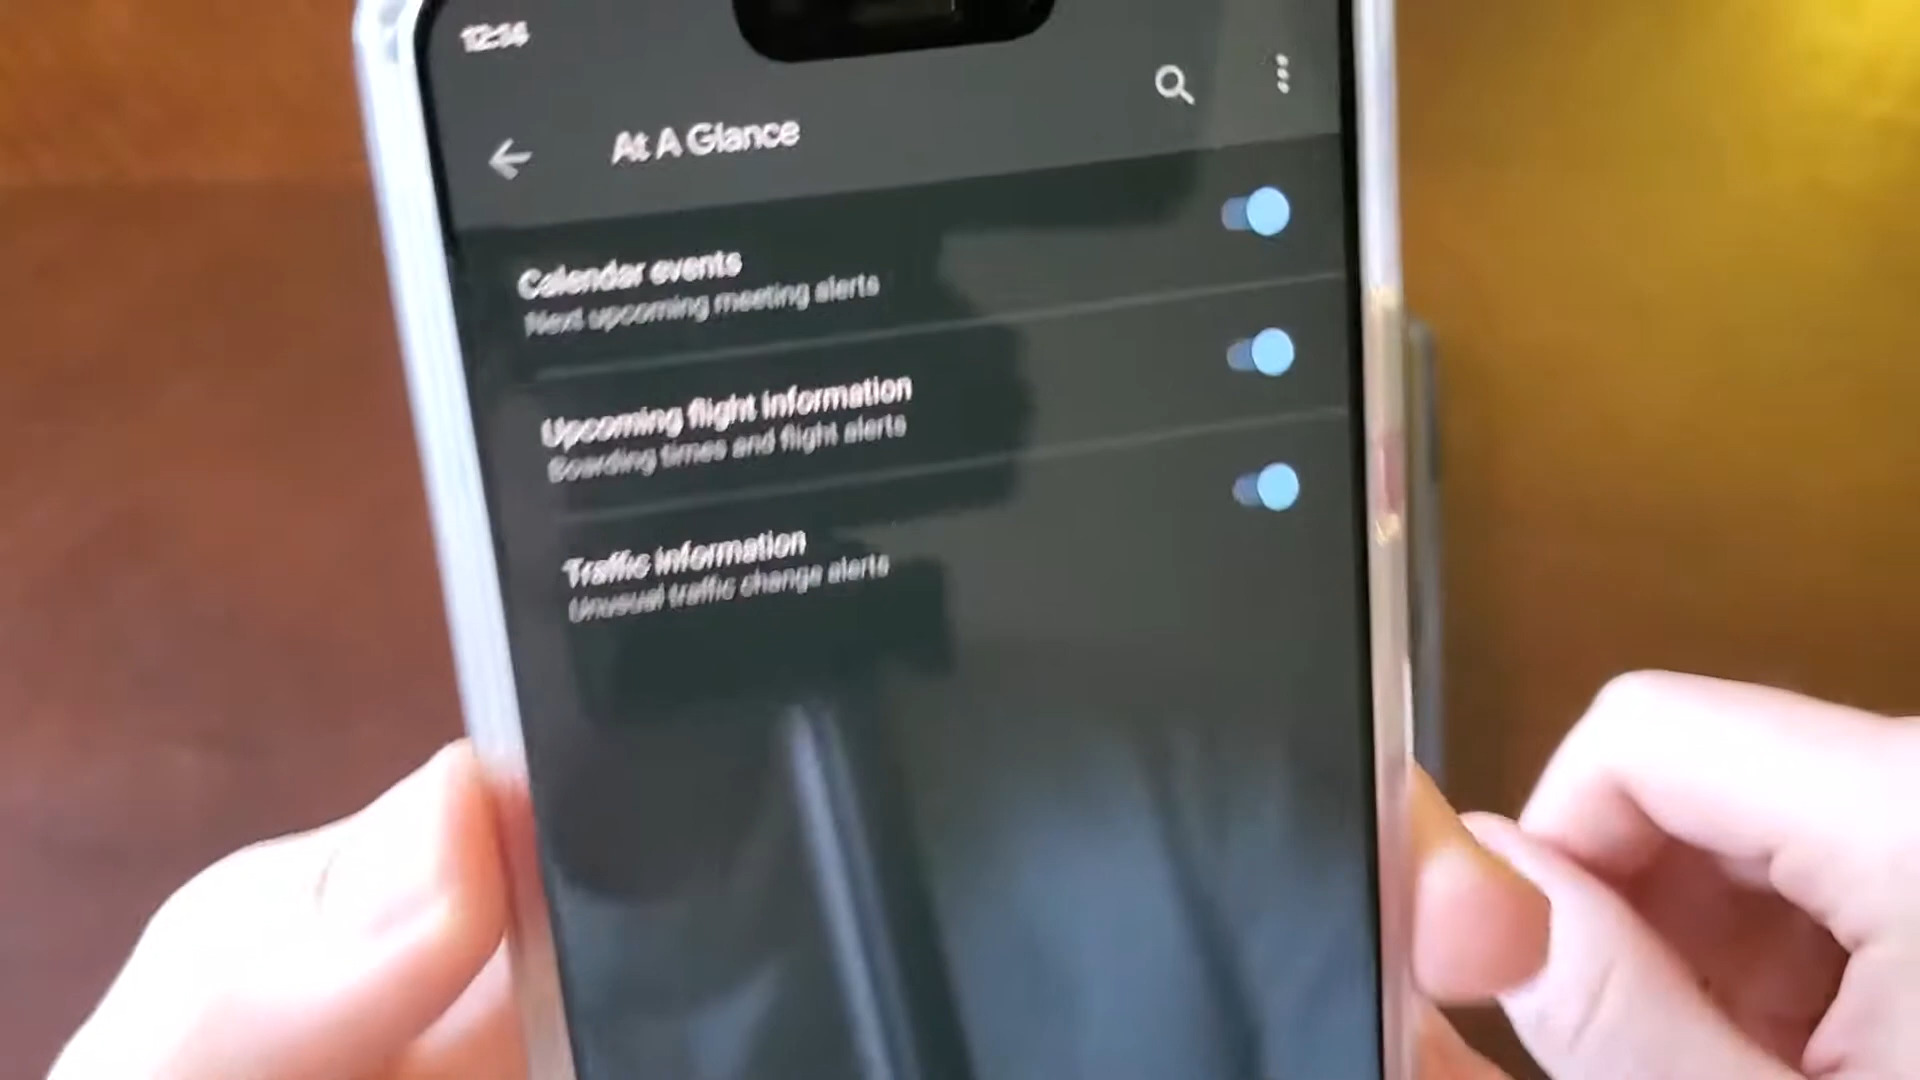 12:14
At A Glance
Calendar events
Next upcoming meeting alerts
Upcoming flight information
Boarding times and flight alerts
Traffic information
Unusual traffic change alerts